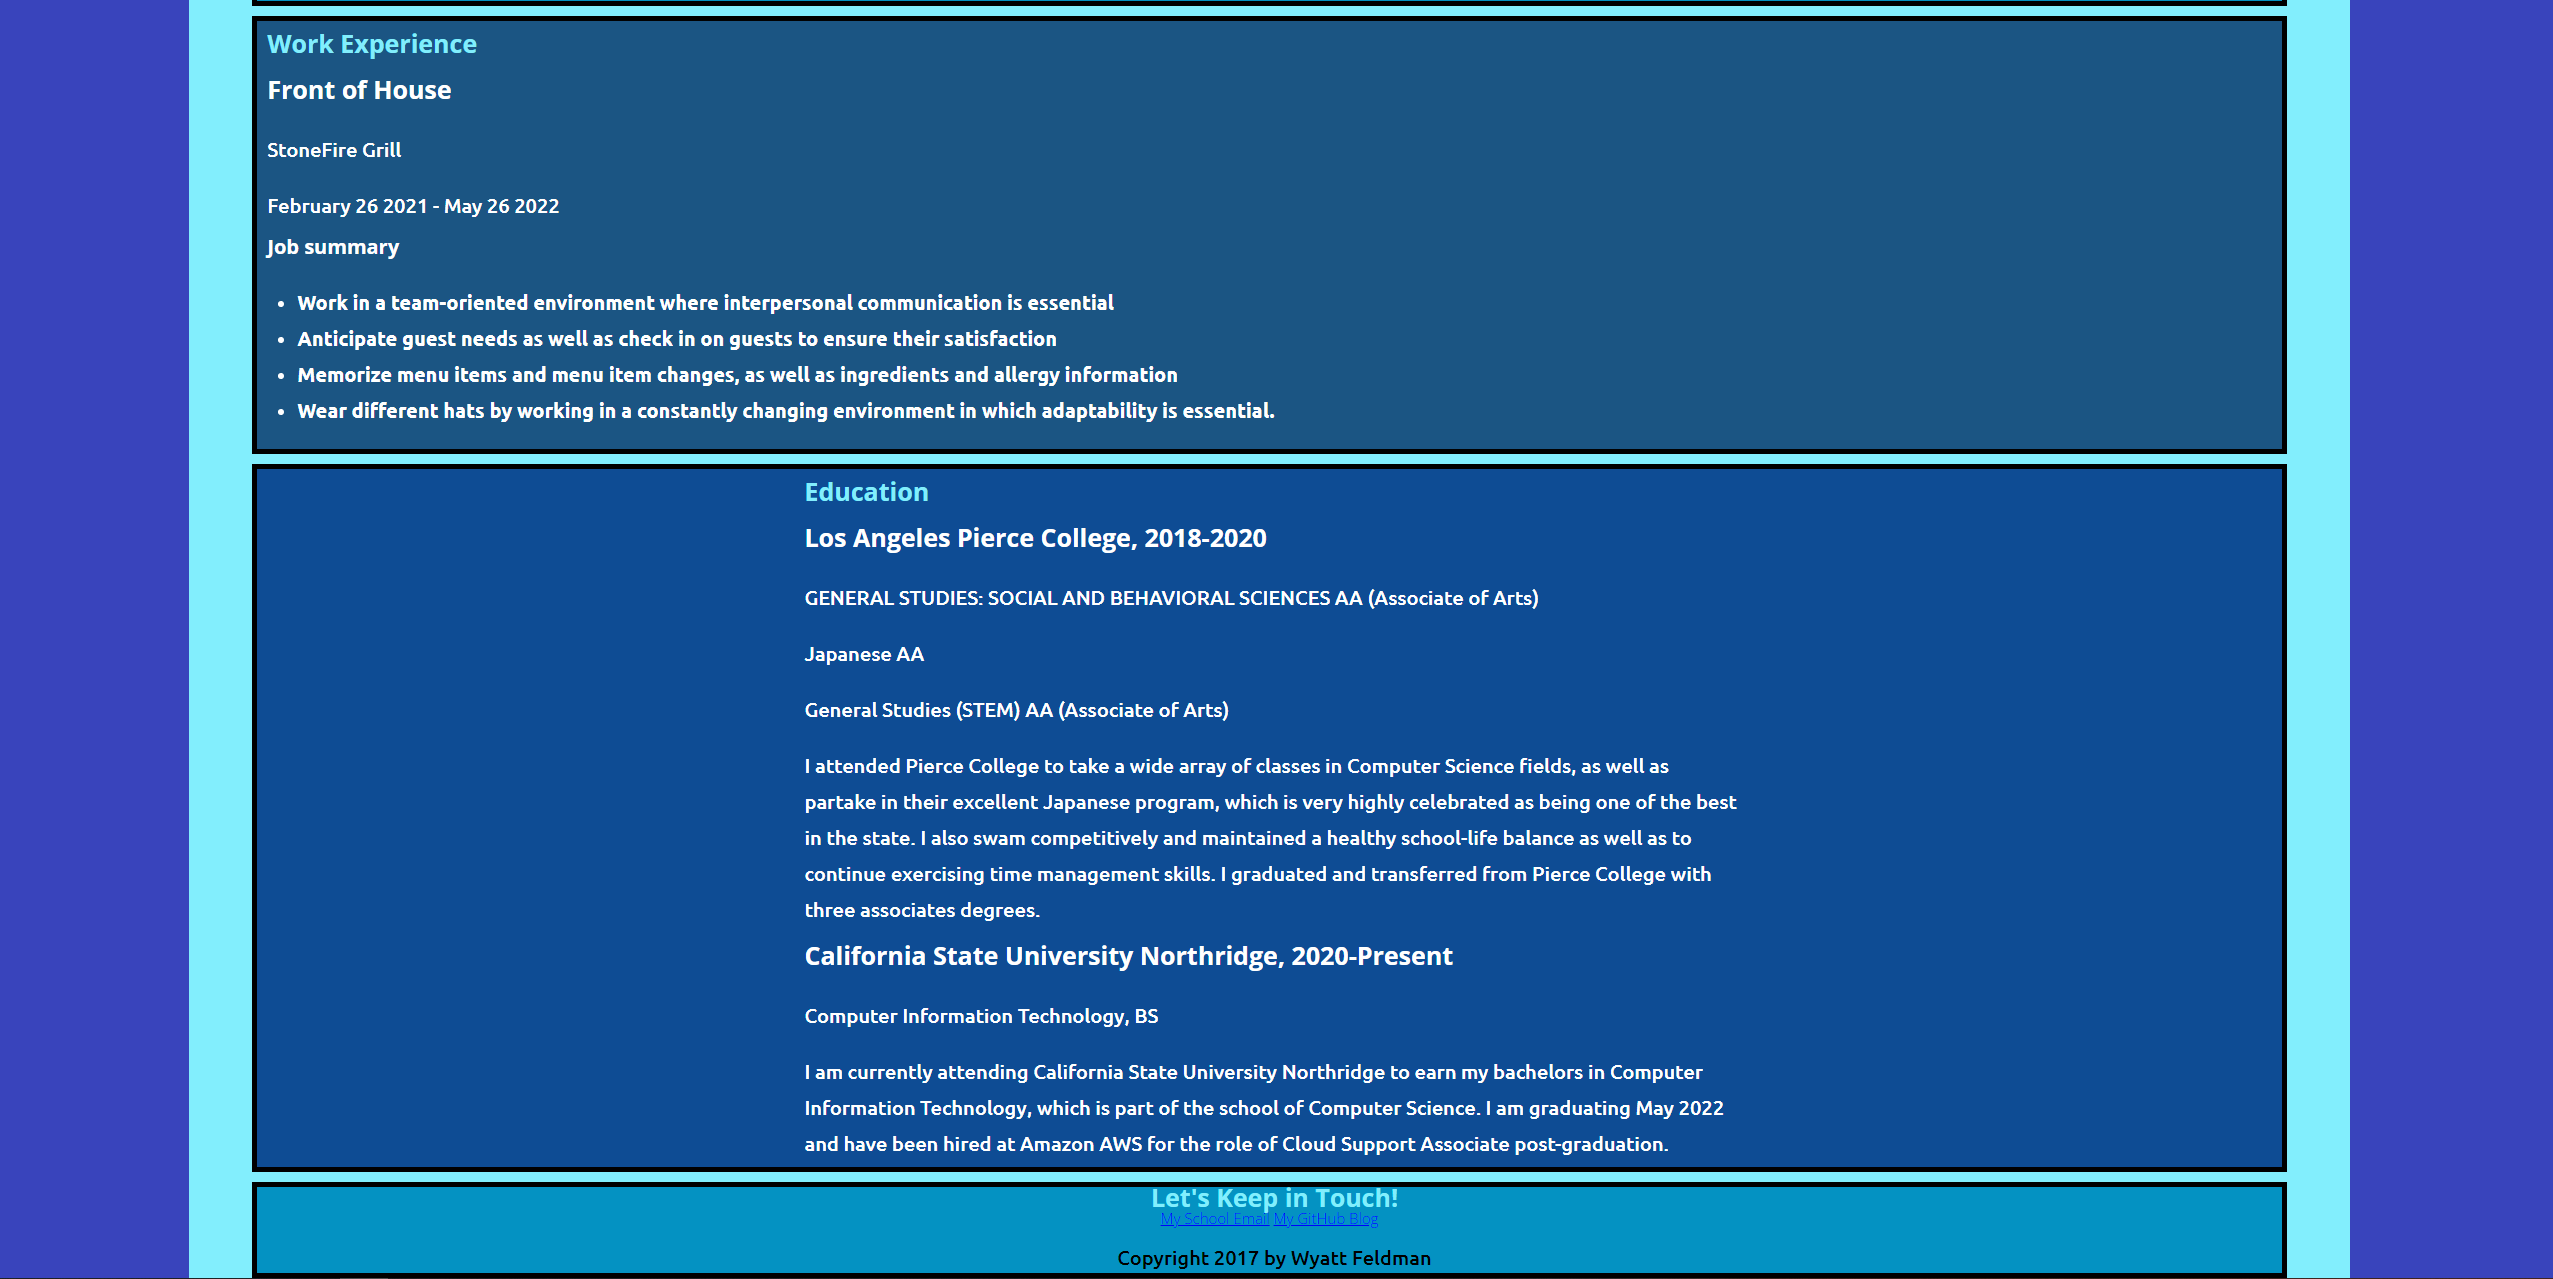 Work Experience
Front of House
StoneFire Grill
February 26 2021 - May 26 2022
Job summary
• Work in a team-oriented environment where interpersonal communication is essential
• Anticipate guest needs as well as check in on guests to ensure their satisfaction
• Memorize menu items and menu item changes, as well as ingredients and allergy information
• Wear different hats by working in a constantly changing environment in which adaptability is essential.
Education
Los Angeles Pierce College, 2018-2020
GENERAL STUDIES: SOCIAL AND BEHAVIORAL SCIENCES AA (Associate of Arts)
Japanese AA
General Studies (STEM) AA (Associate of Arts)
I attended Pierce College to take a wide array of classes in Computer Science fields, as well as
partake in their excellent Japanese program, which is very highly celebrated as being one of the best
in the state. I also swam competitively and maintained a healthy school-life balance as well as to
continue exercising time management skills. I graduated and transferred from Pierce College with
three associates degrees.
California State University Northridge, 2020-Present
Computer Information Technology, BS
I am currently attending California State University Northridge to earn my bachelors in Computer
Information Technology, which is part of the school of Computer Science. I am graduating May 2022
and have been hired at Amazon AWS for the role of Cloud Support Associate post-graduation.
Let's Keep in Touch!
My School Email My GitHub Blog
Copyright 2017 by Wyatt Feldman